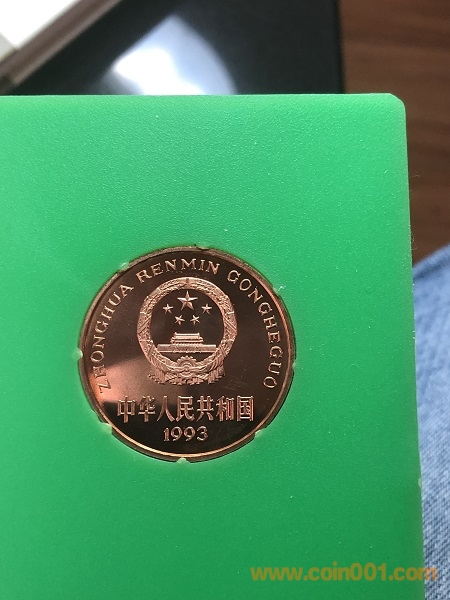 ZHONGHUA RENMIN GONGHEGUO
中华人民共和国
1993
www.coin001.com